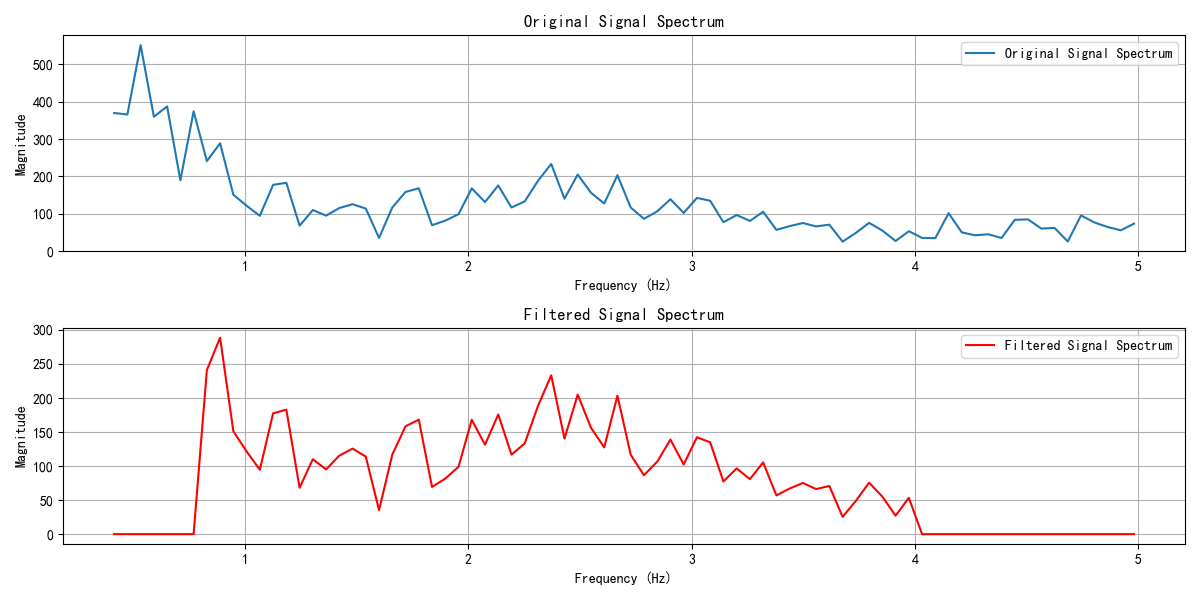 Original Signal Spectrum
Original Signal Spectrum
Magnitude
500
400
300
200
100
0
1
2
3
4
5
Frequency (Hz)
Filtered Signal Spectrum
Filtered Signal Spectrum
Magnitude
300
250
200
150
100
50
0
1
2
3
4
5
Frequency (Hz)